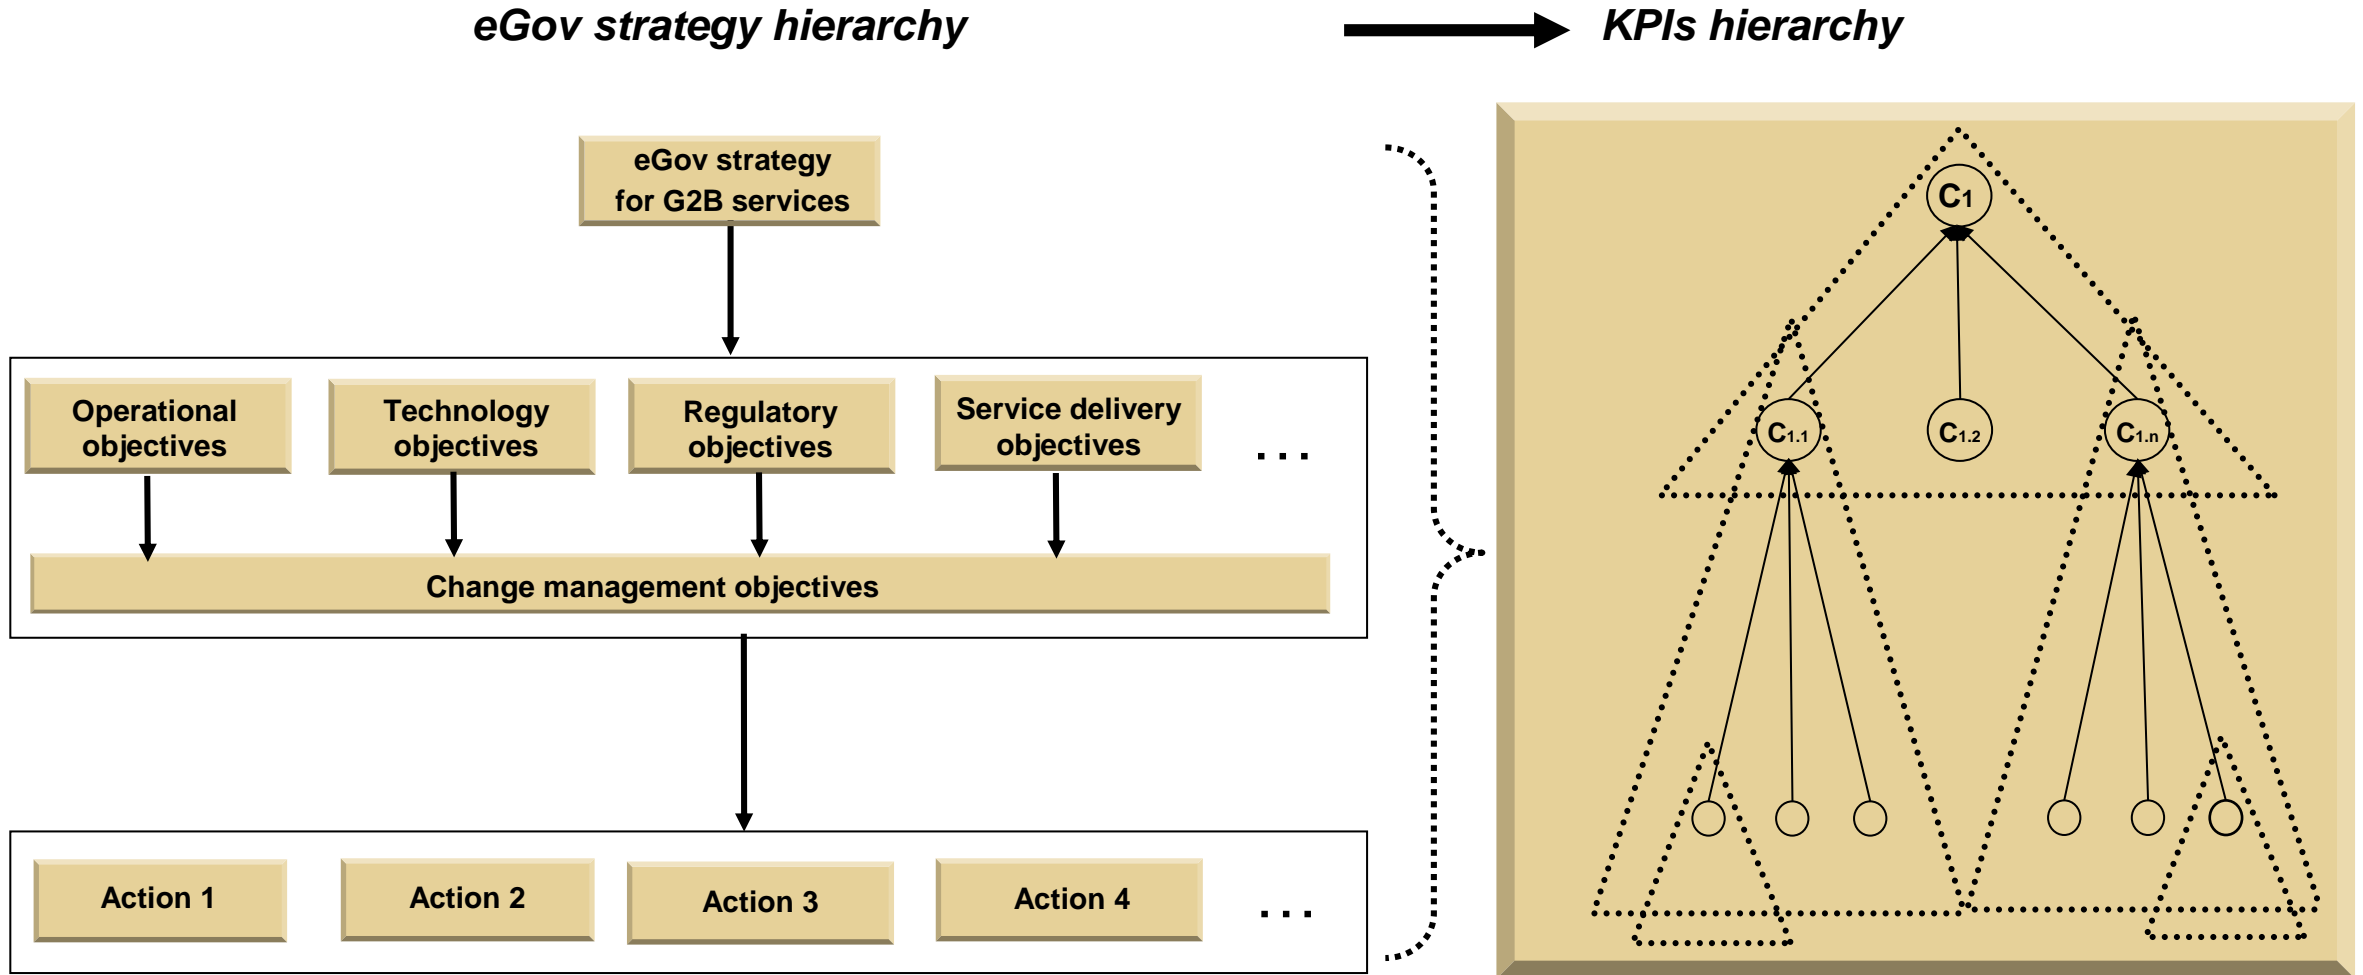 eGov strategy hierarchy
KPIs hierarchy
eGov strategy
for G2B services
Operational
objectives
Technology
objectives
Regulatory
objectives
Service delivery
objectives
...
Change management objectives
Action 1
Action 2
Action 3
Action 4
...
C1
C1.1
C1.2
C1.n